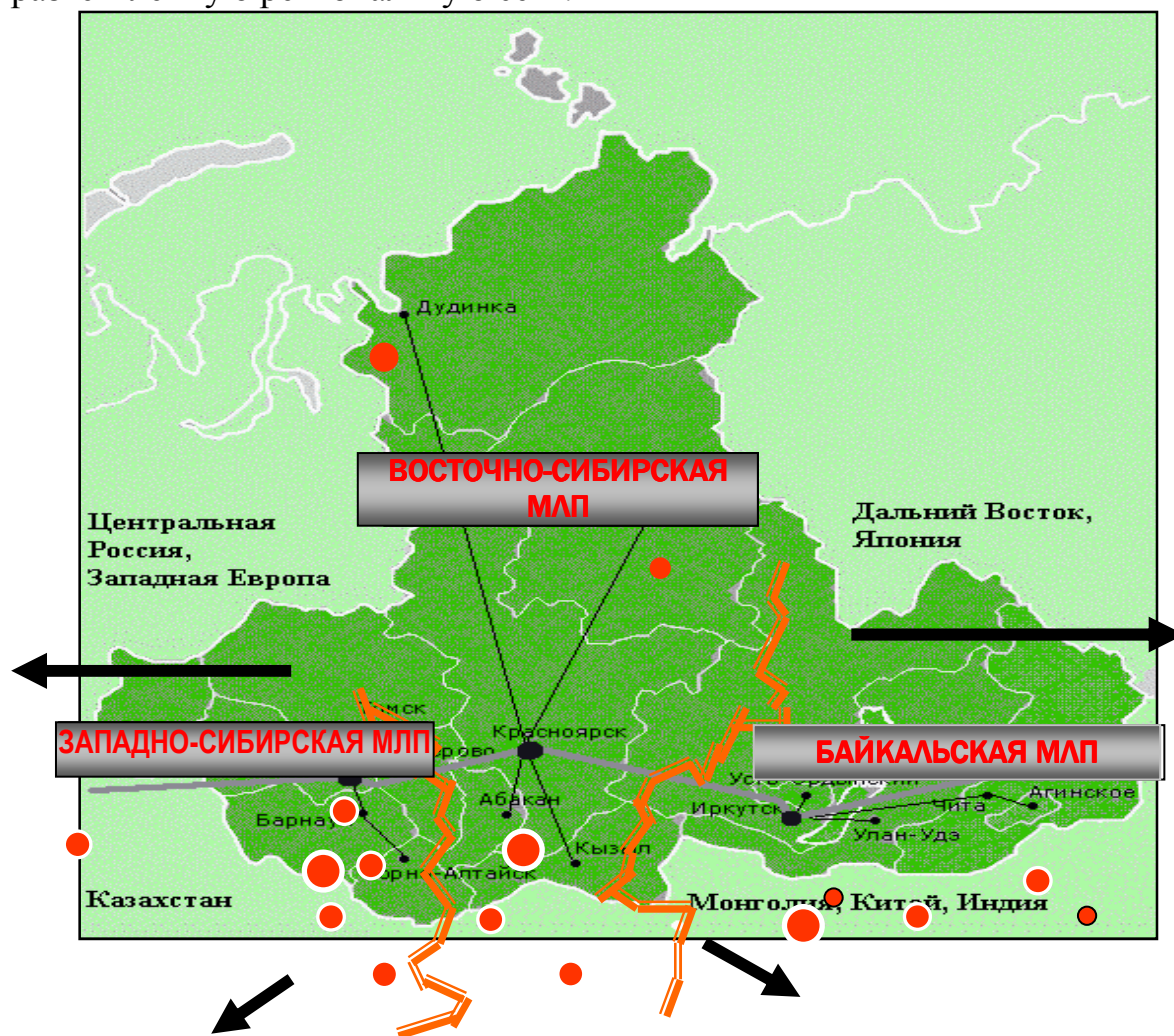 Дудинка
ВОСТОЧНО-СИБИРСКАЯ
МЛП
Центральная
Россия,
Западная Европа
Дальний Восток,
Япония
ЗАПАДНО-СИБИРСКАЯ МЛП
Красноярск
БАЙКАЛЬСКАЯ МЛП
Абакан
Иркутск
Чита
Агинское
Улан-Удэ
Кызыл
Казахстан
Монголия, Китай, Индия